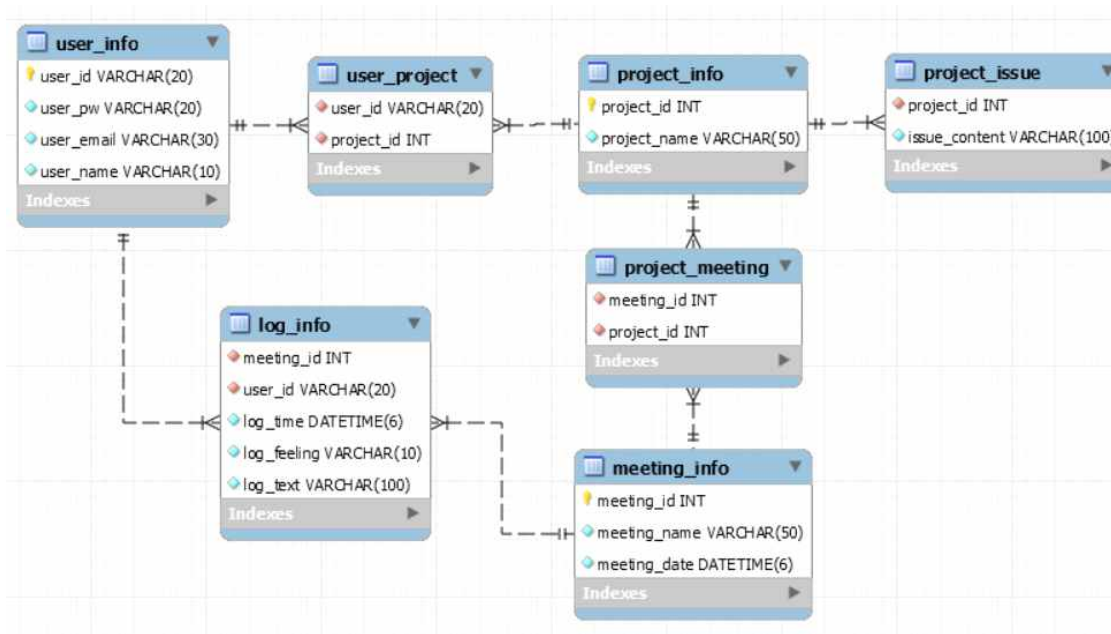 user_info
user_id VARCHAR(20)
user_pw VARCHAR(20)
user_email VARCHAR(30)
user_name VARCHAR(10)
Indexes
user_project
user_id VARCHAR(20)
project_id INT
Indexes
project_info
project_id INT
project_name VARCHAR(50)
Indexes
project_issue
project_id INT
issue_content VARCHAR(100)
Indexes
project_meeting
meeting_id INT
project_id INT
Indexes
log_info
meeting_id INT
user_id VARCHAR(20)
log_time DATETIME(6)
log_feeling VARCHAR(10)
log_text VARCHAR(100)
Indexes
meeting_info
meeting_id INT
meeting_name VARCHAR(50)
meeting_date DATETIME(6)
Indexes